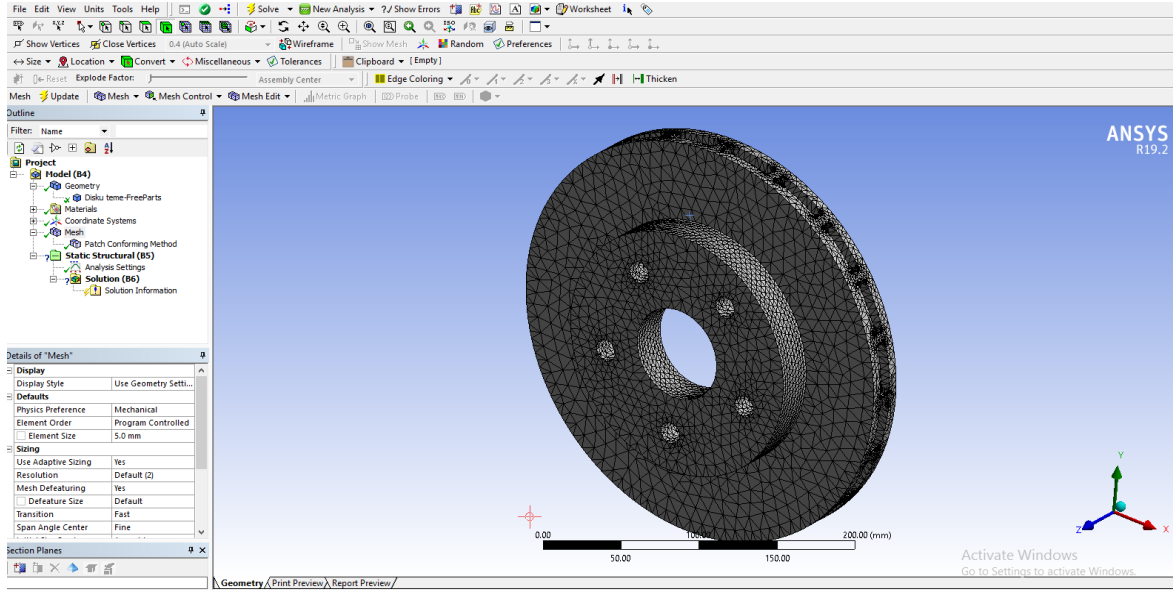 File Edit View Units Tools Help Solve New Analysis ?/ Show Errors A Worksheet
Show Vertices Close Vertices 0.4 (Auto Scale) Wireframe Show Mesh Random Preferences
Size Location Convert Miscellaneous Tolerances Clipboard [Empty]
Reset Explode Factor: Assembly Center Edge Coloring Thicken
Mesh Update Mesh Mesh Control Mesh Edit Metric Graph Probe
Outline
Filter: Name
Project
Model (B4)
Geometry
Disku teme-FreeParts
Materials
Coordinate Systems
Mesh
Patch Conforming Method
Static Structural (B5)
Analysis Settings
Solution (B6)
Solution Information
Details of "Mesh"
Display
Display Style Use Geometry Setti...
Defaults
Physics Preference Mechanical
Element Order Program Controlled
Element Size 5.0 mm
Sizing
Use Adaptive Sizing Yes
Resolution Default (2)
Mesh Defeaturing Yes
Defeature Size Default
Transition Fast
Span Angle Center Fine
Section Planes
ANSYS
R19.2
Y
Z
X
0.00 100.00 200.00 (mm)
50.00 150.00
Activate Windows
Go to Settings to activate Windows.
Geometry Print Preview Report Preview